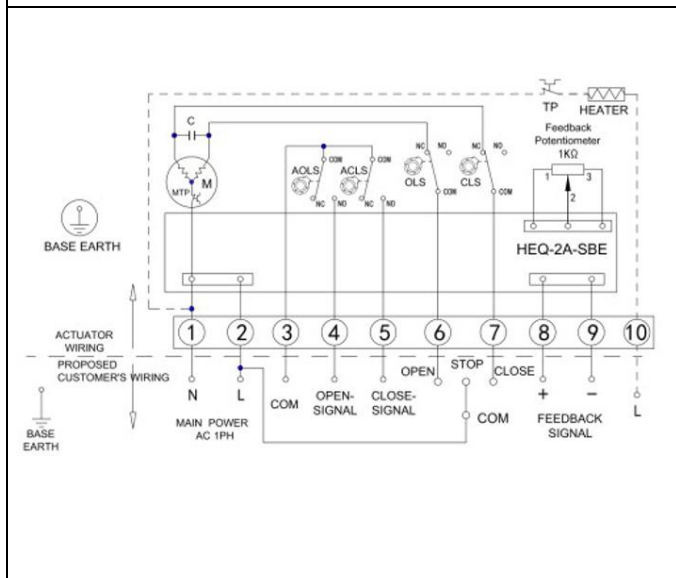 TP
HEATER
C
Feedback
Potentiometer
1KΩ
NC NO
NC NO
COM
COM
AOLS
ACLS
OLS
CLS
1
3
2
MTP
M
NC NO
NC NO
COM
COM
BASE EARTH
HEQ-2A-SBE
ACTUATOR
WIRING
1 2 3 4 5 6 7 8 9 10
PROPOSED
CUSTOMER'S WIRING
N
L
MAIN POWER
AC 1PH
COM
OPEN-
SIGNAL
CLOSE-
SIGNAL
OPEN
STOP
CLOSE
COM
+
−
FEEDBACK
SIGNAL
L
BASE
EARTH